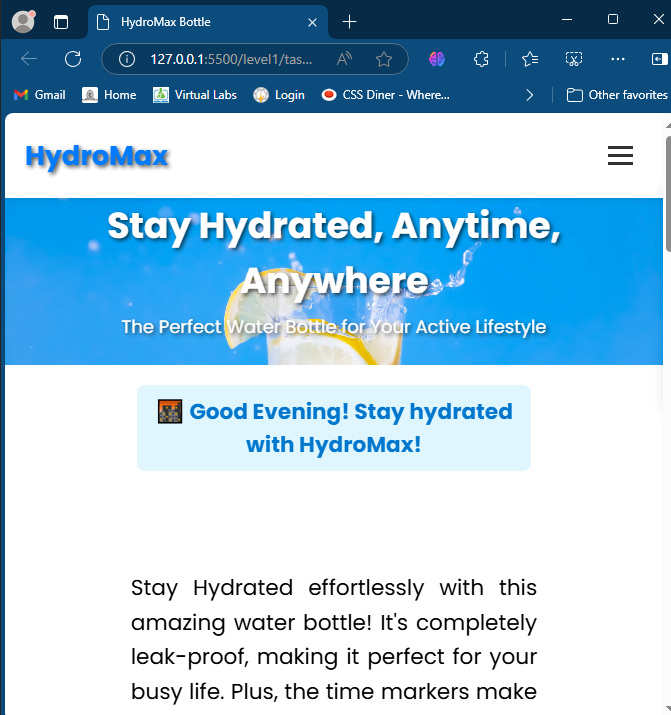 HydroMax Bottle
127.0.0.1:5500/level1/tas...
Gmail
Home
Virtual Labs
Login
CSS Diner - Where...
Other favorites
HydroMax
Stay Hydrated, Anytime,
Anywhere
The Perfect Water Bottle for Your Active Lifestyle
Good Evening! Stay hydrated
with HydroMax!
Stay Hydrated effortlessly with this
amazing water bottle! It's completely
leak-proof, making it perfect for your
busy life. Plus, the time markers make